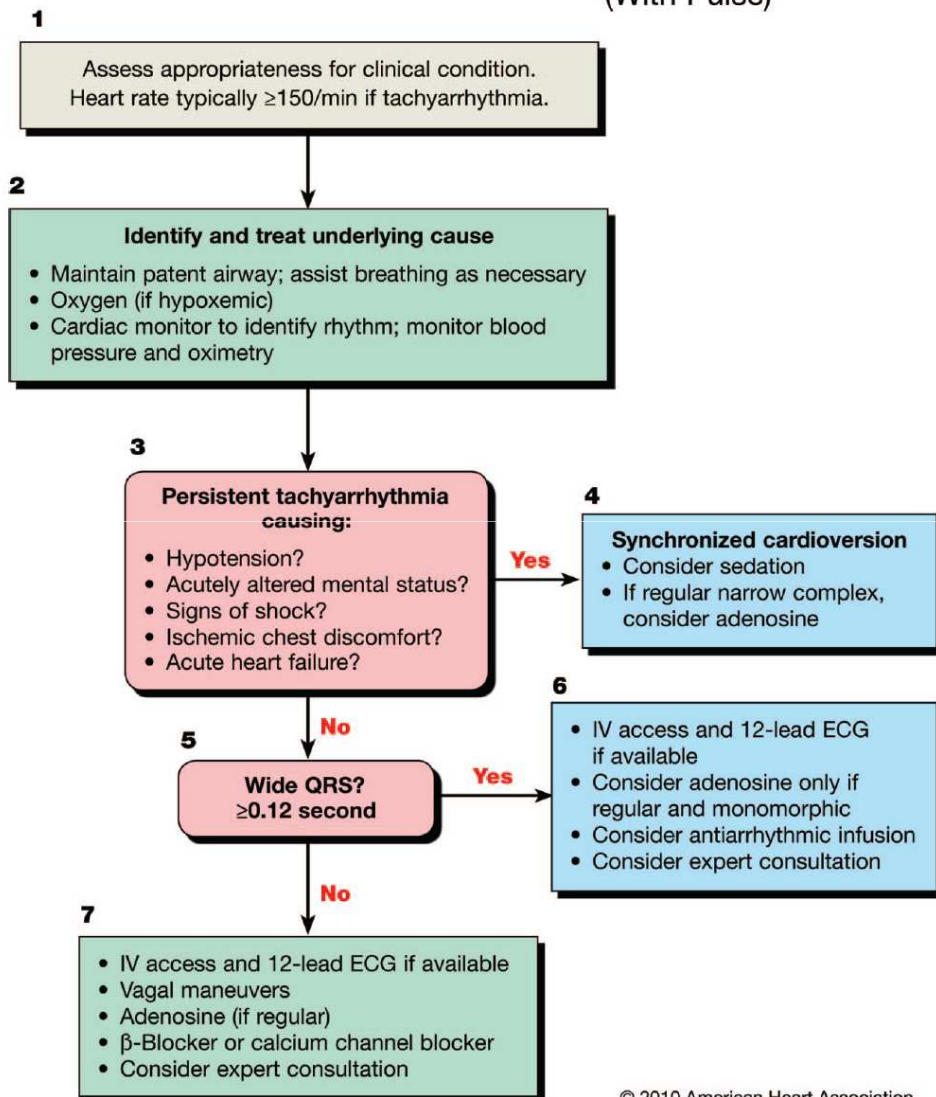 (With Pulse)
1
Assess appropriateness for clinical condition.
Heart rate typically ≥150/min if tachyarrhythmia.
2
Identify and treat underlying cause
• Maintain patent airway; assist breathing as necessary
• Oxygen (if hypoxemic)
• Cardiac monitor to identify rhythm; monitor blood
pressure and oximetry
3
Persistent tachyarrhythmia
causing:
• Hypotension?
• Acutely altered mental status?
• Signs of shock?
• Ischemic chest discomfort?
• Acute heart failure?
Yes
4
Synchronized cardioversion
• Consider sedation
• If regular narrow complex,
consider adenosine
No
5
Wide QRS?
≥0.12 second
Yes
6
• IV access and 12-lead ECG
if available
• Consider adenosine only if
regular and monomorphic
• Consider antiarrhythmic infusion
• Consider expert consultation
No
7
• IV access and 12-lead ECG if available
• Vagal maneuvers
• Adenosine (if regular)
• β-Blocker or calcium channel blocker
• Consider expert consultation
© 2010 American Heart Association